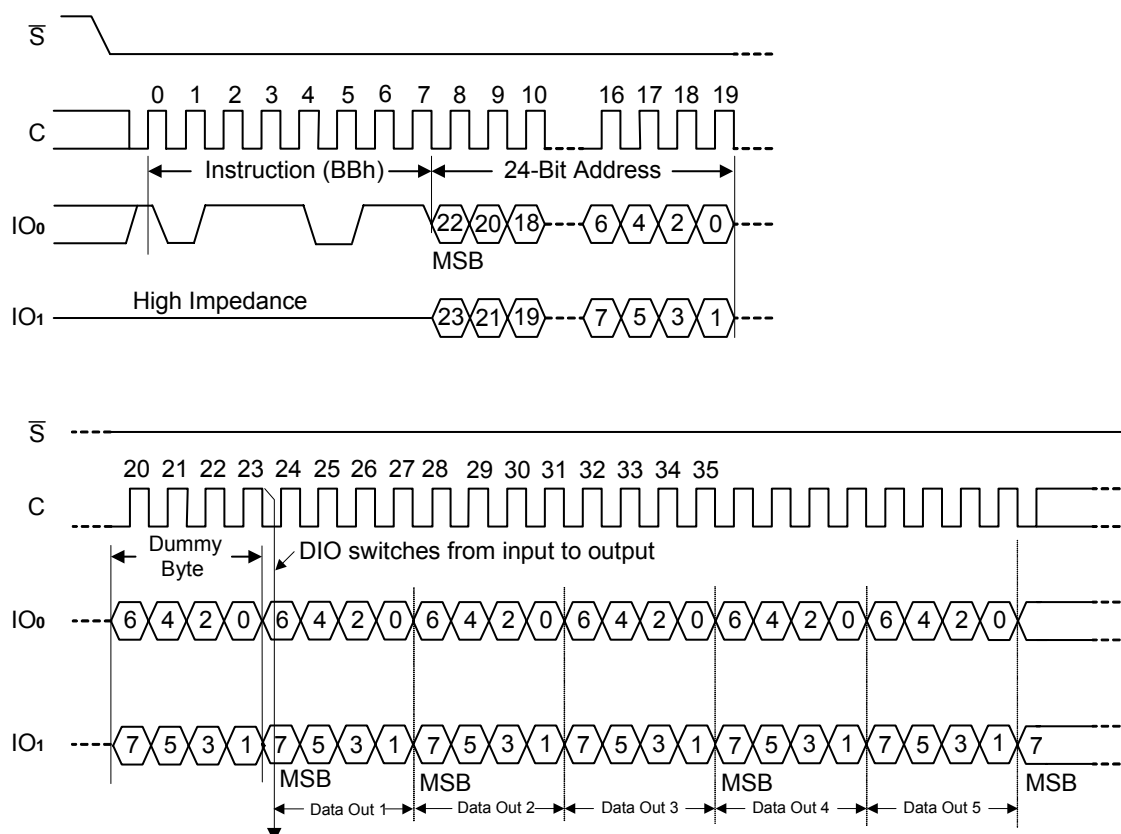 S
0 1 2 3 4 5 6 7 8 9 10 16 17 18 19
C
Instruction (BBh) 24-Bit Address
IO0 22 20 18 6 4 2 0
MSB
High Impedance
IO1 23 21 19 7 5 3 1
S
20 21 22 23 24 25 26 27 28 29 30 31 32 33 34 35
C
Dummy
Byte
DIO switches from input to output
IO0 6 4 2 0 6 4 2 0 6 4 2 0 6 4 2 0 6 4 2 0 6 4 2 0
IO1 7 5 3 1 7 5 3 1 7 5 3 1 7 5 3 1 7 5 3 1 7 5 3 1 7
MSB MSB MSB MSB
Data Out 1 Data Out 2 Data Out 3 Data Out 4 Data Out 5